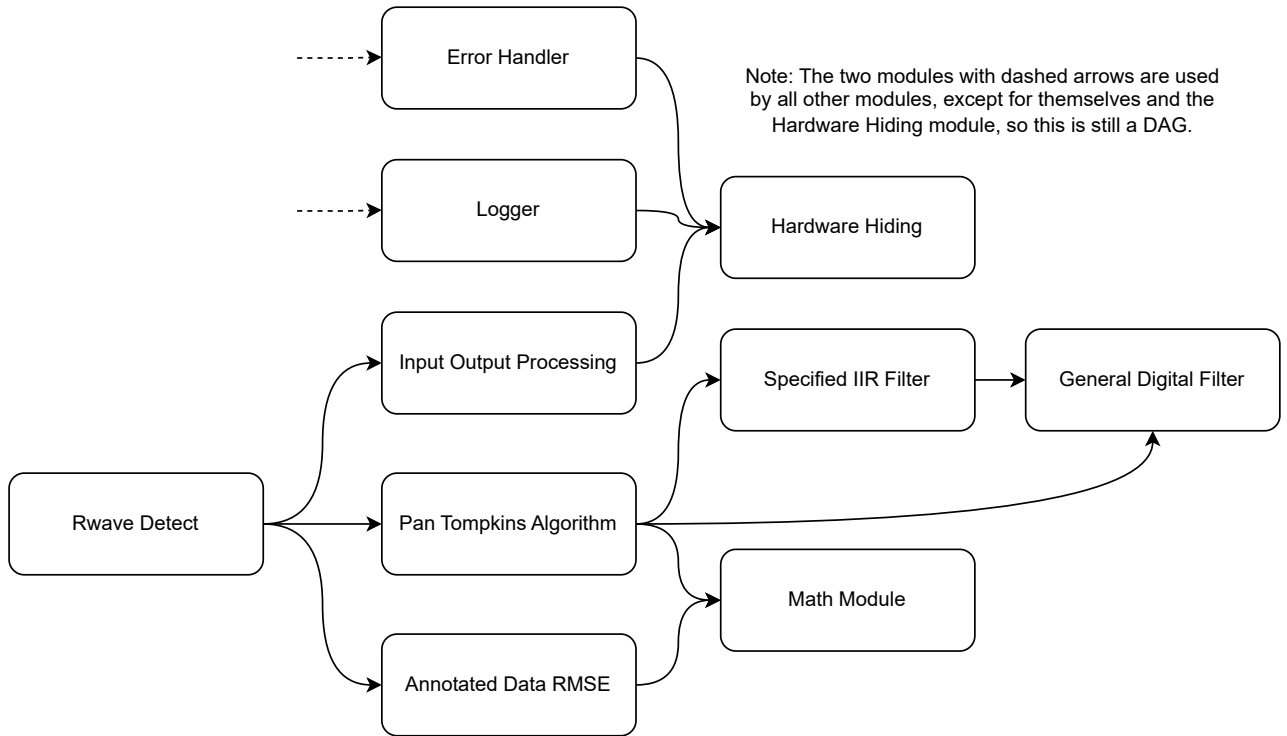 Error Handler
Note: The two modules with dashed arrows are used
by all other modules, except for themselves and the
Hardware Hiding module, so this is still a DAG.
Logger
Hardware Hiding
Input Output Processing
Specified IIR Filter
General Digital Filter
Rwave Detect
Pan Tompkins Algorithm
Math Module
Annotated Data RMSE